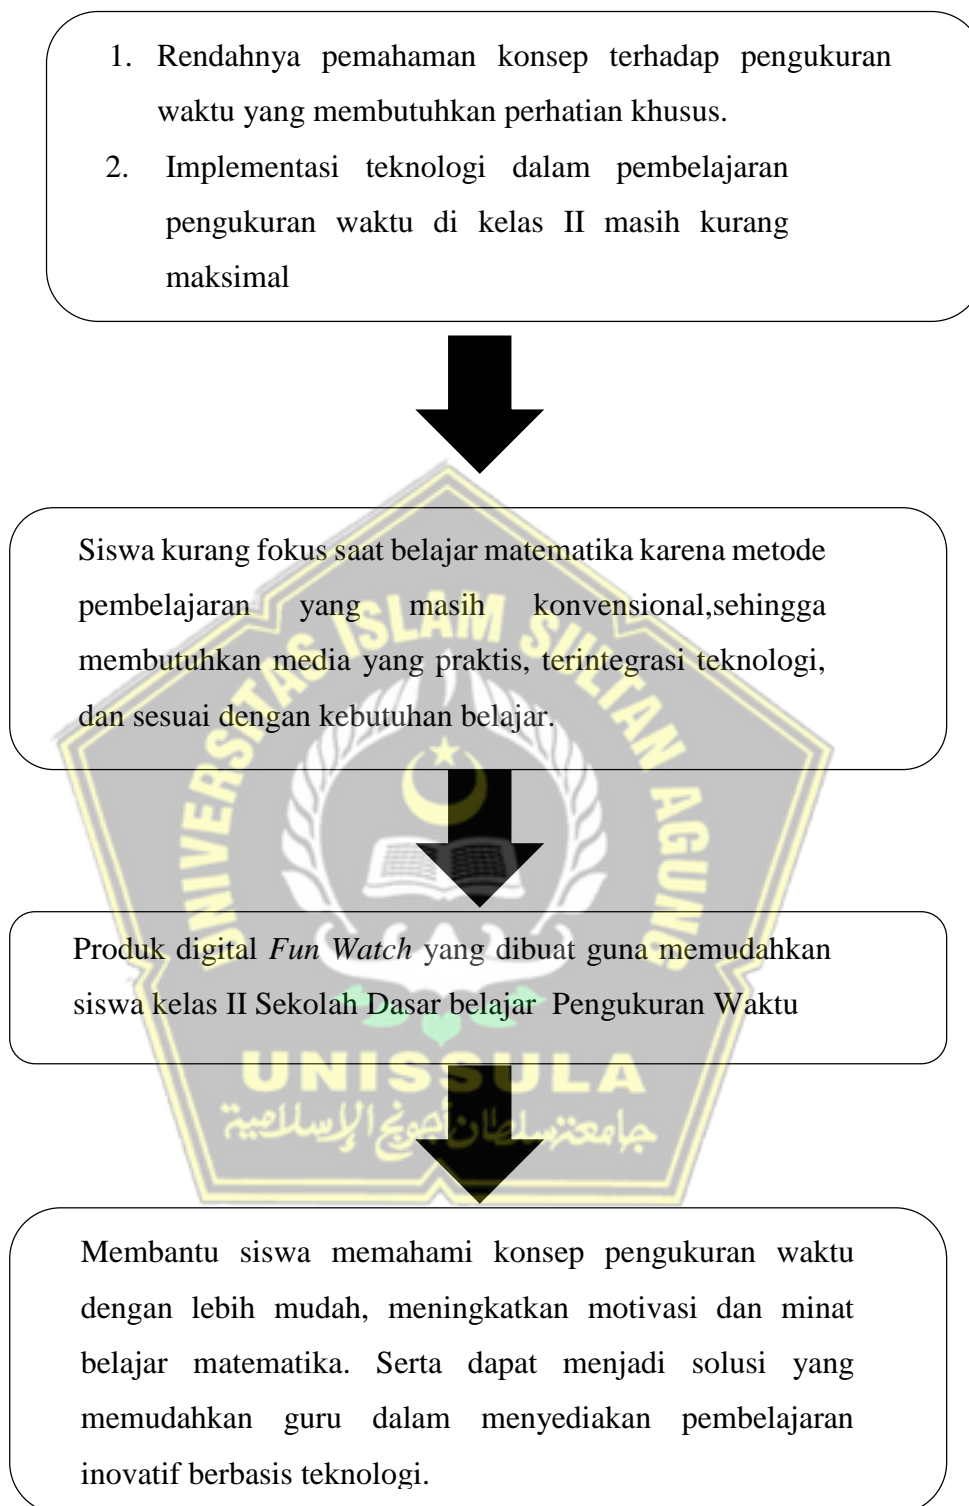 1. Rendahnya pemahaman konsep terhadap pengukuran
waktu yang membutuhkan perhatian khusus.
2. Implementasi teknologi dalam pembelajaran
pengukuran waktu di kelas II masih kurang
maksimal
Siswa kurang fokus saat belajar matematika karena metode
pembelajaran yang masih konvensional,sehingga
membutuhkan media yang praktis, terintegrasi teknologi,
dan sesuai dengan kebutuhan belajar.
UNIVERSITAS ISLAM SULTAN AGUNG
Produk digital Fun Watch yang dibuat guna memudahkan
siswa kelas II Sekolah Dasar belajar Pengukuran Waktu
UNISSULA
جامعتنسلطان أجونج الإسلامية
Membantu siswa memahami konsep pengukuran waktu
dengan lebih mudah, meningkatkan motivasi dan minat
belajar matematika. Serta dapat menjadi solusi yang
memudahkan guru dalam menyediakan pembelajaran
inovatif berbasis teknologi.